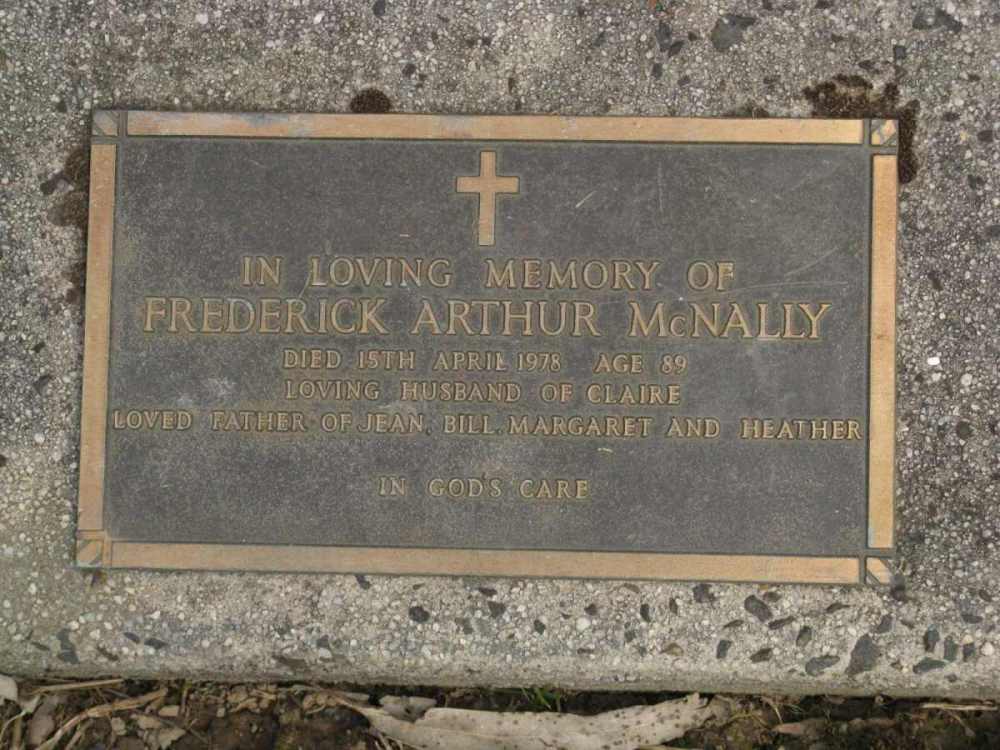 IN LOVING MEMORY OF
FREDERICK ARTHUR McNALLY
DIED 15TH APRIL 1978 AGE 89
LOVING HUSBAND OF CLAIRE
LOVED FATHER OF JEAN, BILL, MARGARET AND HEATHER
IN GOD'S CARE